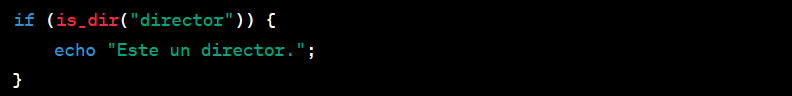 if (is_dir("director")) {
    echo "Este un director.";
}